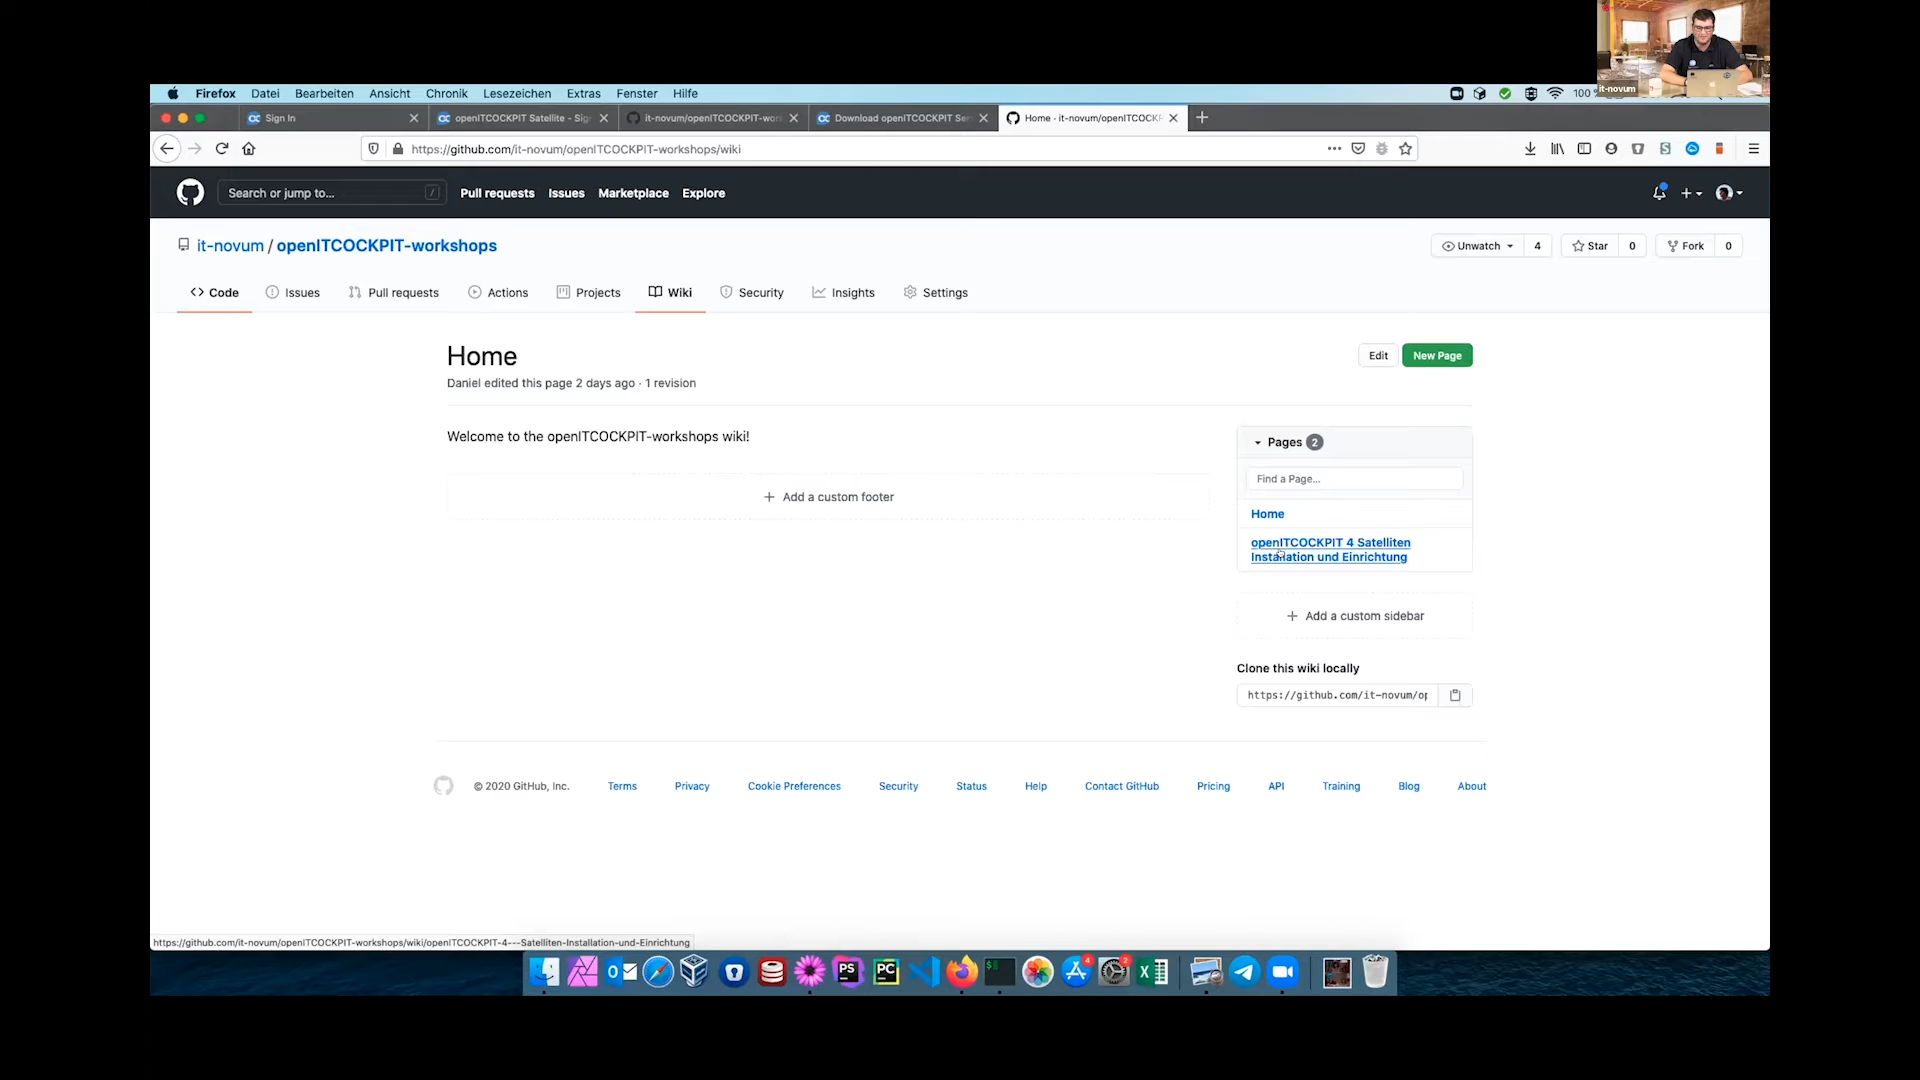 it-novum
Firefox Datei Bearbeiten Ansicht Chronik Lesezeichen Extras Fenster Hilfe
100
Sign In
openITCOCKPIT Satellite - Sig
it-novum/openITCOCKPIT-wor
Download openITCOCKPIT Ser
Home · it-novum/openITCOCKP
https://github.com/it-novum/openITCOCKPIT-workshops/wiki
Search or jump to... /
Pull requests Issues Marketplace Explore
it-novum / openITCOCKPIT-workshops
Unwatch 4 Star 0 Fork 0
Code Issues Pull requests Actions Projects Wiki Security Insights Settings
Home
Edit New Page
Daniel edited this page 2 days ago · 1 revision
Welcome to the openITCOCKPIT-workshops wiki!
+ Add a custom footer
Pages 2
Find a Page...
Home
openITCOCKPIT 4 Satelliten
Installation und Einrichtung
+ Add a custom sidebar
Clone this wiki locally
https://github.com/it-novum/op
© 2020 GitHub, Inc. Terms Privacy Cookie Preferences Security Status Help Contact GitHub Pricing API Training Blog About
https://github.com/it-novum/openITCOCKPIT-workshops/wiki/openITCOCKPIT-4---Satelliten-Installation-und-Einrichtung
PS PC 4 2